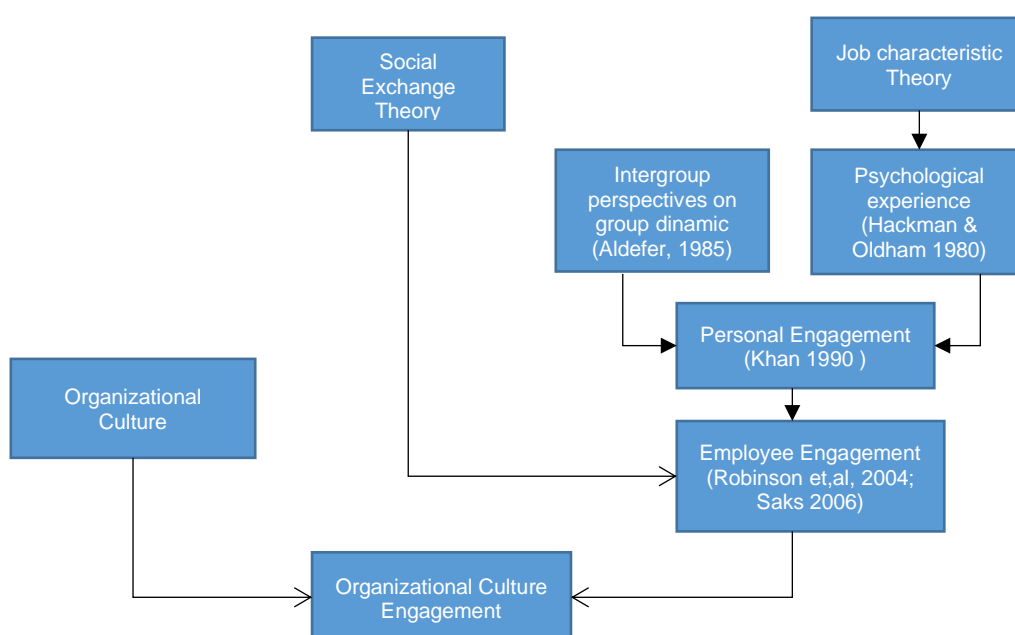 Social
Exchange
Theory
Job characteristic
Theory
Intergroup
perspectives on
group dinamic
(Aldefer, 1985)
Psychological
experience
(Hackman &
Oldham 1980)
Personal Engagement
(Khan 1990 )
Organizational
Culture
Employee Engagement
(Robinson et,al, 2004;
Saks 2006)
Organizational Culture
Engagement